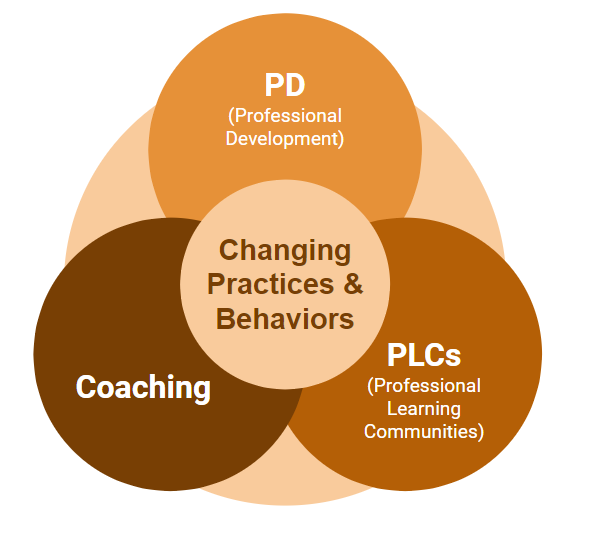 PD
(Professional
Development)
Changing
Practices &
Behaviors
Coaching
PLCs
(Professional
Learning
Communities)